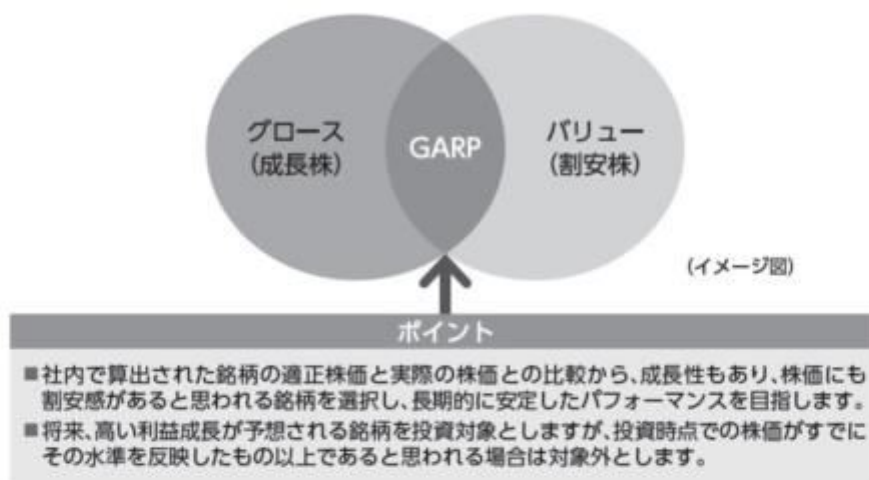 グロース
（成長株）
GARP
バリュー
（割安株）
（イメージ図）
ポイント
■社内で算出された銘柄の適正株価と実際の株価との比較から、成長性もあり、株価にも
割安感があると思われる銘柄を選択し、長期的に安定したパフォーマンスを目指します。
■将来、高い利益成長が予想される銘柄を投資対象としますが、投資時点での株価がすでに
その水準を反映したもの以上であると思われる場合は対象外とします。